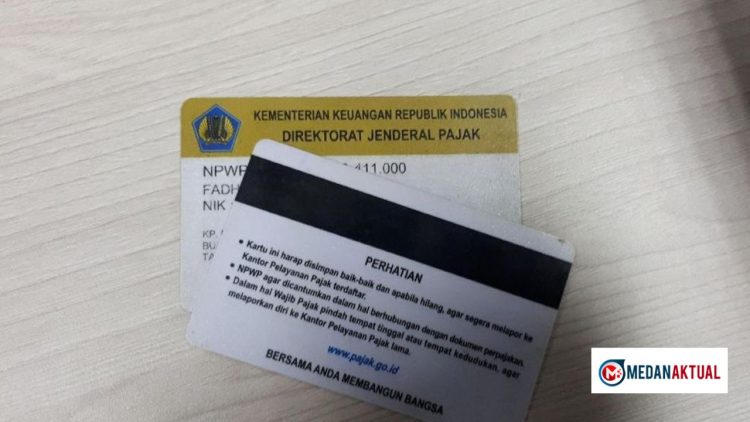 KEMENTERIAN KEUANGAN REPUBLIK INDONESIA
DIREKTORAT JENDERAL PAJAK
NPWP
411.000
FADH
NIK
KP.
BU
TA
PERHATIAN
• Kartu ini harap disimpan baik-baik dan apabila hilang, agar segera melapor ke
Kantor Pelayanan Pajak terdaftar.
• NPWP agar dicantumkan dalam hal berhubungan dengan dokumen perpajakan.
• Dalam hal Wajib Pajak pindah tempat tinggal atau tempat kedudukan, agar
melaporkan diri ke Kantor Pelayanan Pajak lama.
www.pajak.go.id
BERSAMA ANDA MEMBANGUN BANGSA
MEDANAKTUAL